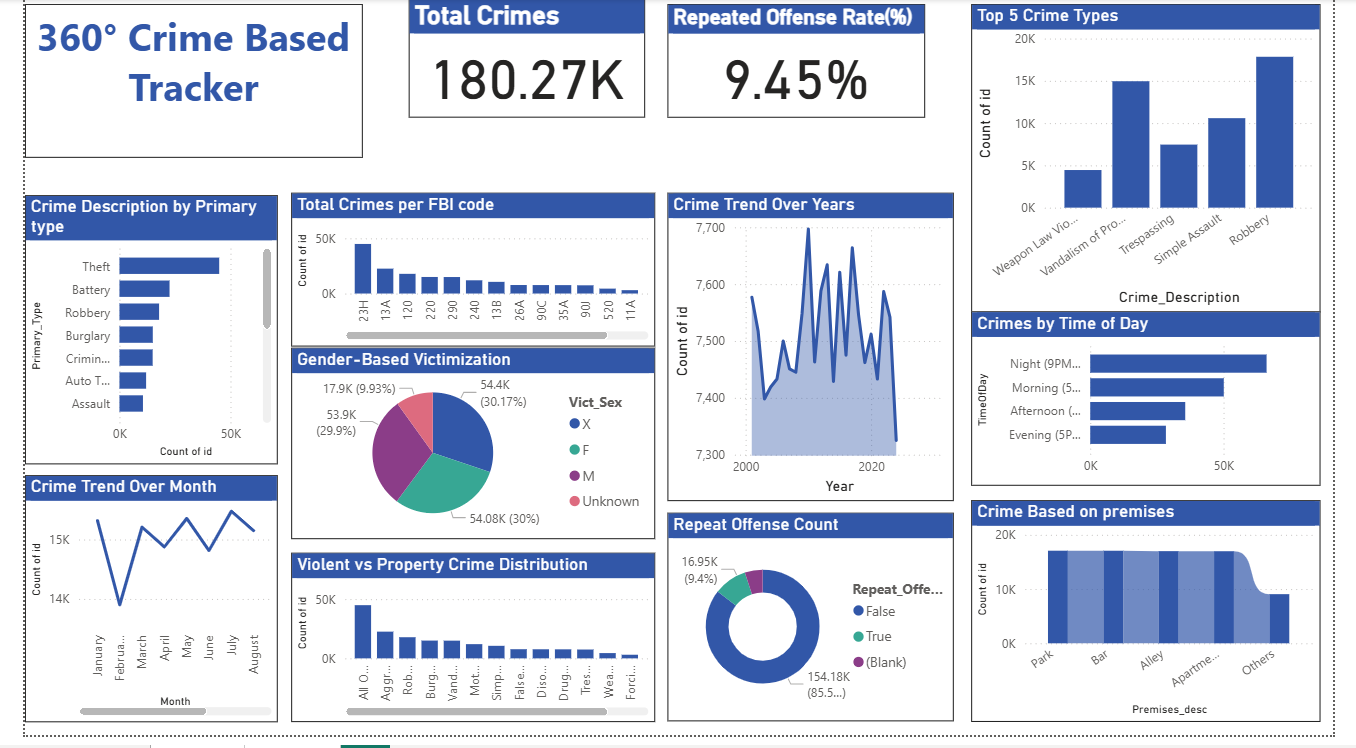 360° Crime Based
Tracker
Total Crimes
180.27K
Repeated Offense Rate(%)
9.45%
Top 5 Crime Types
20K
15K
10K
5K
0K
Count of id
Weapon Law Vio...
Vandalism of Pro...
Trespassing
Simple Assault
Robbery
Crime_Description
Crime Description by Primary
type
Primary_Type
Theft
Battery
Robbery
Burglary
Crimin...
Auto T...
Assault
0K
50K
Count of id
Total Crimes per FBI code
Count of id
50K
0K
23H
13A
120
220
290
240
13B
26A
90C
35A
90J
520
11A
Crime Trend Over Years
7,700
7,600
7,500
7,400
7,300
Count of id
2000
2020
Year
Crimes by Time of Day
TimeOfDay
Night (9PM...
Morning (5...
Afternoon (...
Evening (5P...
0K
50K
Gender-Based Victimization
17.9K (9.93%)
54.4K
(30.17%)
53.9K
(29.9%)
54.08K (30%)
Vict_Sex
X
F
M
Unknown
Crime Trend Over Month
Count of id
15K
14K
January
Februa...
March
April
May
June
July
August
Month
Violent vs Property Crime Distribution
Count of id
50K
0K
All O...
Aggr...
Rob...
Burg...
Vand...
Mot...
Simp...
False...
Diso...
Drug...
Tres...
Wea...
Forci...
Repeat Offense Count
16.95K
(9.4%)
154.18K
(85.5...)
Repeat_Offe...
False
True
(Blank)
Crime Based on premises
Count of id
20K
10K
0K
Park
Bar
Alley
Apartme...
Others
Premises_desc